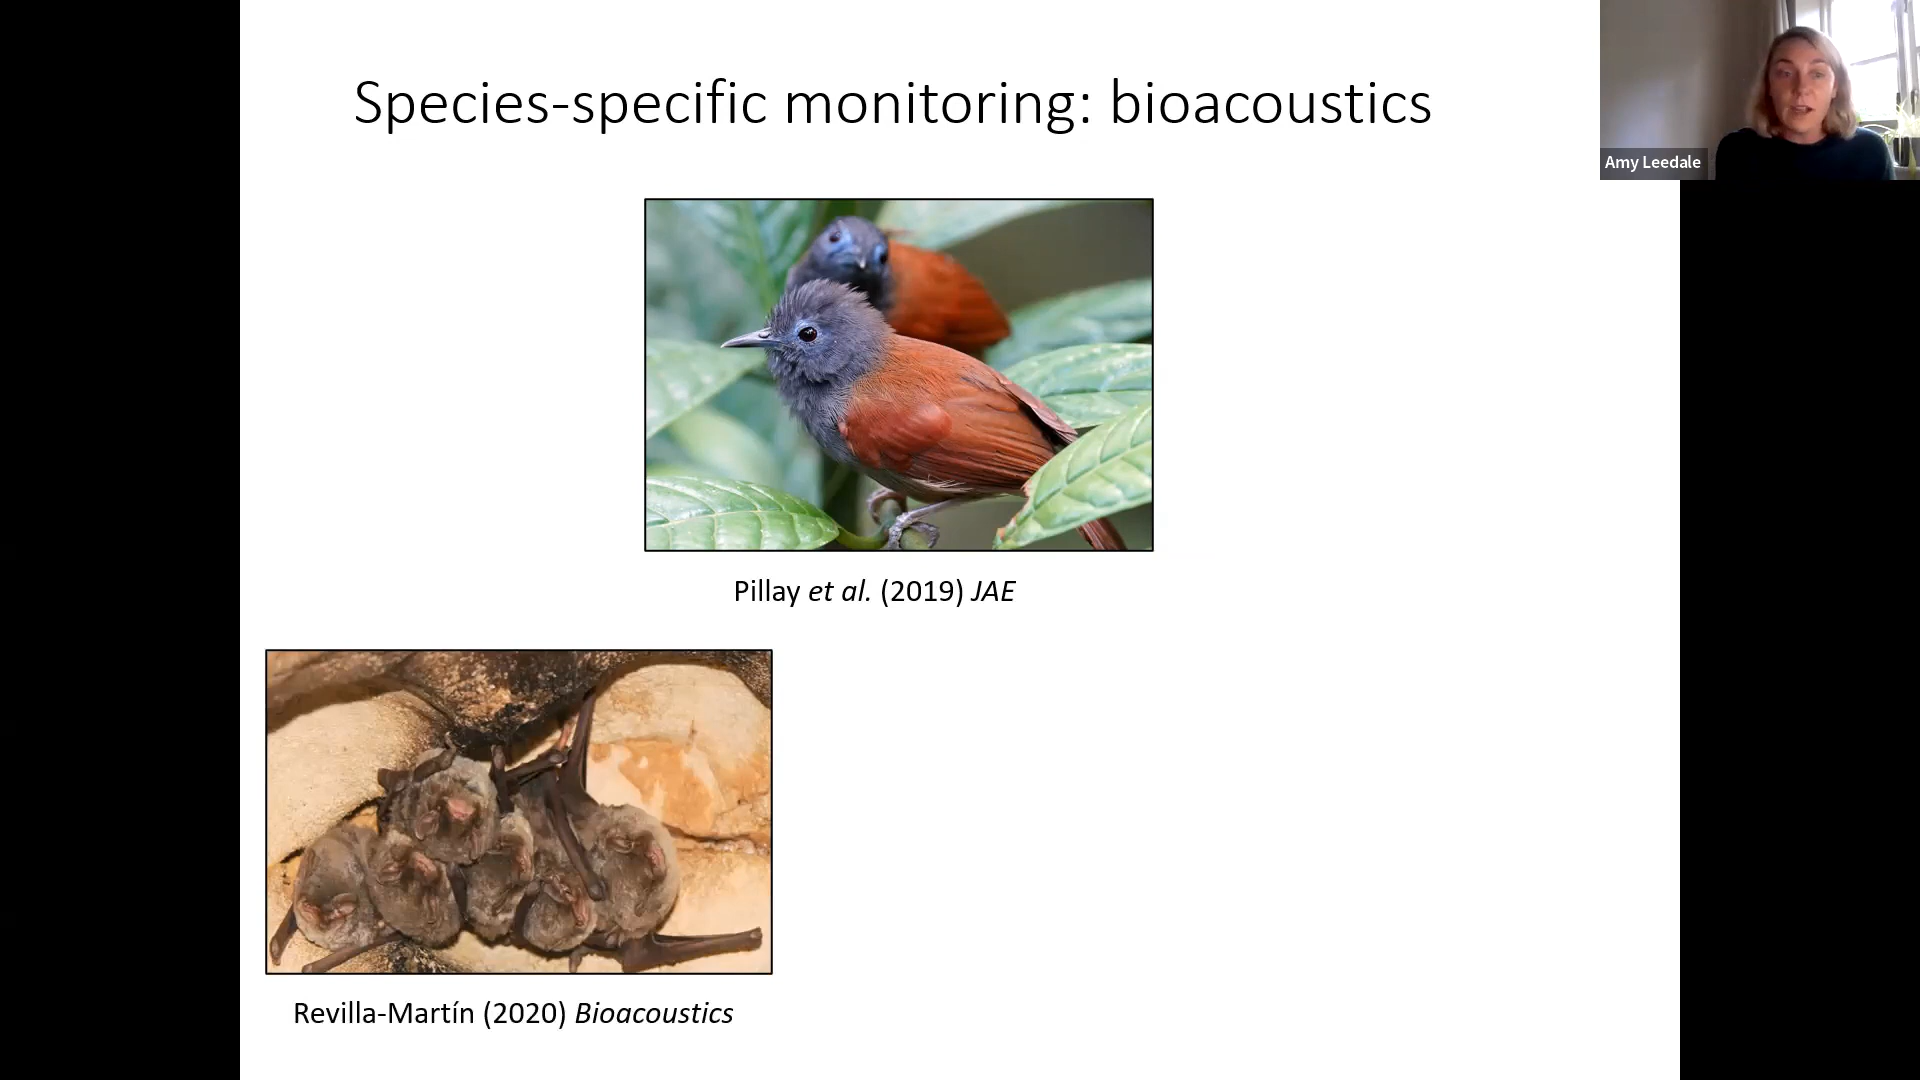 Species-specific monitoring: bioacoustics
Amy Leedale
Pillay et al. (2019) JAE
Revilla-Martín (2020) Bioacoustics